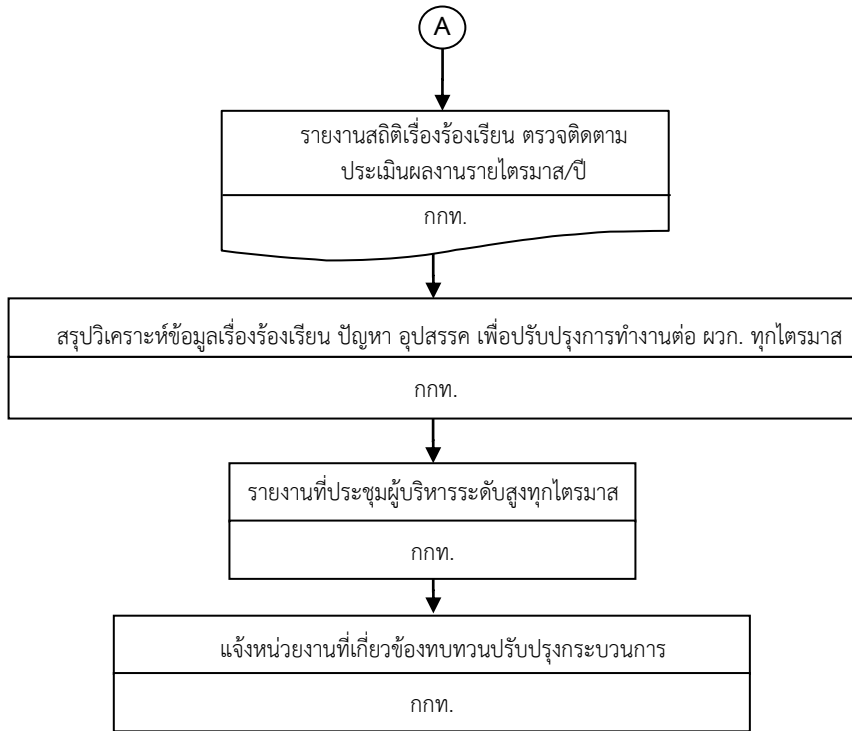 A
รายงานสถิติเรื่องร้องเรียน ตรวจติดตาม
ประเมินผลงานรายไตรมาส/ปี
กกท.
สรุปวิเคราะห์ข้อมูลเรื่องร้องเรียน ปัญหา อุปสรรค เพื่อปรับปรุงการทำงานต่อ ผวก. ทุกไตรมาส
กกท.
รายงานที่ประชุมผู้บริหารระดับสูงทุกไตรมาส
กกท.
แจ้งหน่วยงานที่เกี่ยวข้องทบทวนปรับปรุงกระบวนการ
กกท.